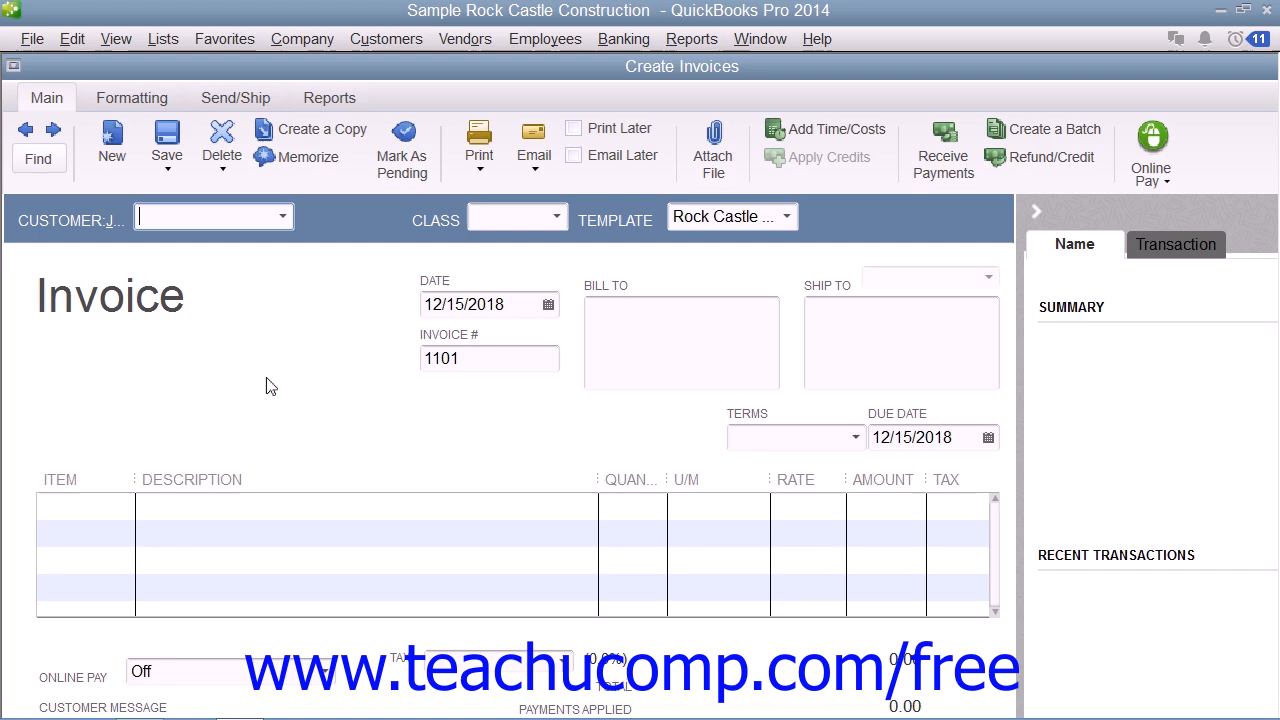 Sample Rock Castle Construction - QuickBooks Pro 2014
File Edit View Lists Favorites Company Customers Vendors Employees Banking Reports Window Help 11
Create Invoices
Main Formatting Send/Ship Reports
Find New Save Delete Create a Copy Memorize Mark As Pending Print Email Print Later Email Later Attach File Add Time/Costs Apply Credits Receive Payments Create a Batch Refund/Credit Online Pay
CUSTOMER:J... CLASS TEMPLATE Rock Castle ...
Name Transaction
Invoice
DATE
12/15/2018
INVOICE #
1101
BILL TO
SHIP TO
SUMMARY
TERMS DUE DATE
12/15/2018
ITEM DESCRIPTION QUAN... U/M RATE AMOUNT TAX
RECENT TRANSACTIONS
www.teachucomp.com/free
(0.0%)
TOTAL
ONLINE PAY Off
CUSTOMER MESSAGE
PAYMENTS APPLIED 0.00